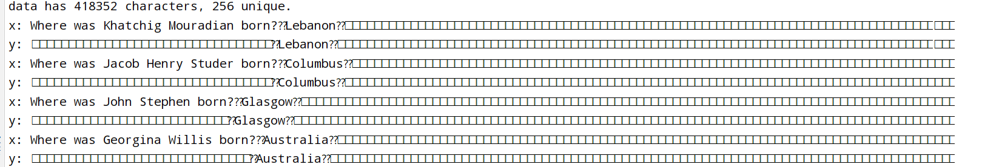 data has 418352 characters, 256 unique.
x: Where was Khatchig Mouradian born???Lebanon??□□□□□□□□□□□□□□□□□□□□□□□□□□□□□□□□□□□□□□□□□□□□□□□□□□□□□□□□□□□□□□□□□□□□□□□□□□□□□□□□□□□
y: □□□□□□□□□□□□□□□□□□□□□□□□□□□□□□□□□??Lebanon??□□□□□□□□□□□□□□□□□□□□□□□□□□□□□□□□□□□□□□□□□□□□□□□□□□□□□□□□□□□□□□□□□□□□□□□□□□□□□□□□□□□□
x: Where was Jacob Henry Studer born???Columbus??□□□□□□□□□□□□□□□□□□□□□□□□□□□□□□□□□□□□□□□□□□□□□□□□□□□□□□□□□□□□□□□□□□□□□□□□□□□□□□□□□□
y: □□□□□□□□□□□□□□□□□□□□□□□□□□□□□□□□□??Columbus??□□□□□□□□□□□□□□□□□□□□□□□□□□□□□□□□□□□□□□□□□□□□□□□□□□□□□□□□□□□□□□□□□□□□□□□□□□□□□□□□□□□
x: Where was John Stephen born???Glasgow??□□□□□□□□□□□□□□□□□□□□□□□□□□□□□□□□□□□□□□□□□□□□□□□□□□□□□□□□□□□□□□□□□□□□□□□□□□□□□□□□□□□□□□□□□
y: □□□□□□□□□□□□□□□□□□□□□□□□□□□??Glasgow??□□□□□□□□□□□□□□□□□□□□□□□□□□□□□□□□□□□□□□□□□□□□□□□□□□□□□□□□□□□□□□□□□□□□□□□□□□□□□□□□□□□□□□□□□□
x: Where was Georgina Willis born???Australia??□□□□□□□□□□□□□□□□□□□□□□□□□□□□□□□□□□□□□□□□□□□□□□□□□□□□□□□□□□□□□□□□□□□□□□□□□□□□□□□□□□□□
y: □□□□□□□□□□□□□□□□□□□□□□□□□□□□□□??Australia??□□□□□□□□□□□□□□□□□□□□□□□□□□□□□□□□□□□□□□□□□□□□□□□□□□□□□□□□□□□□□□□□□□□□□□□□□□□□□□□□□□□□□